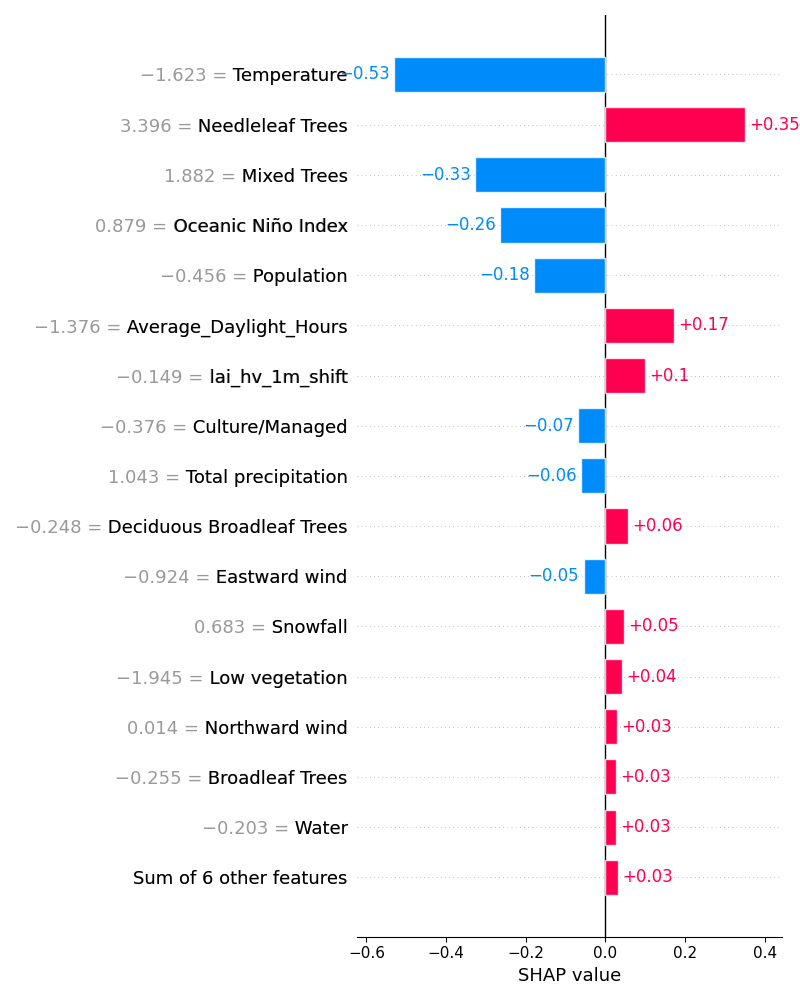 −1.623 = Temperature −0.53
3.396 = Needleleaf Trees +0.35
1.882 = Mixed Trees −0.33
0.879 = Oceanic Niño Index −0.26
−0.456 = Population −0.18
−1.376 = Average_Daylight_Hours +0.17
−0.149 = lai_hv_1m_shift +0.1
−0.376 = Culture/Managed −0.07
1.043 = Total precipitation −0.06
−0.248 = Deciduous Broadleaf Trees +0.06
−0.924 = Eastward wind −0.05
0.683 = Snowfall +0.05
−1.945 = Low vegetation +0.04
0.014 = Northward wind +0.03
−0.255 = Broadleaf Trees +0.03
−0.203 = Water +0.03
Sum of 6 other features +0.03
−0.6 −0.4 −0.2 0.0 0.2 0.4
SHAP value